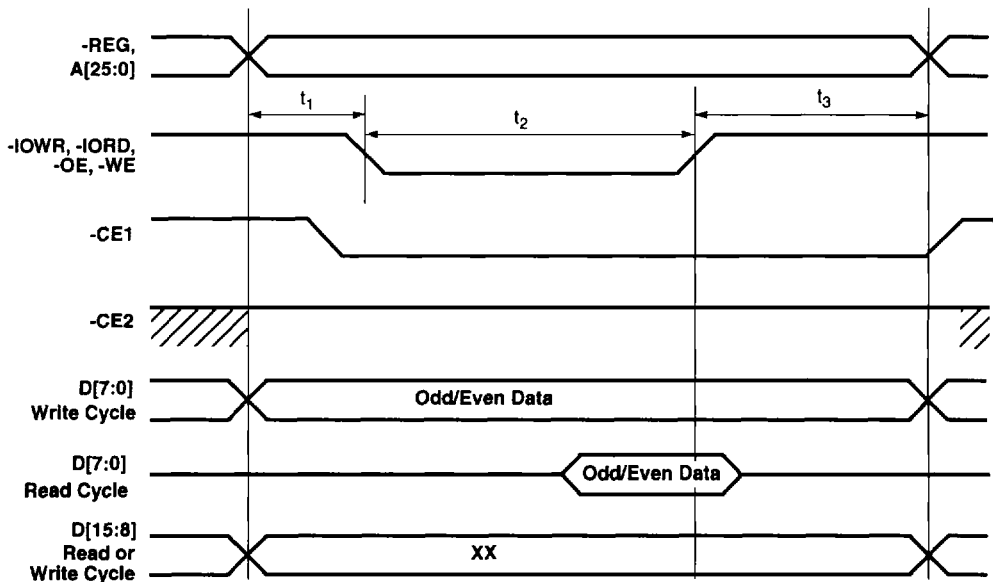 -REG,
A[25:0]
t1
t2
t3
-IOWR, -IORD,
-OE, -WE
-CE1
-CE2
D[7:0]
Write Cycle
Odd/Even Data
D[7:0]
Read Cycle
Odd/Even Data
D[15:8]
Read or
Write Cycle
XX